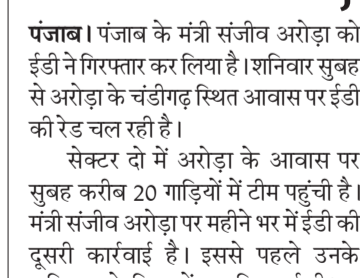 पंजाब। पंजाब के मंत्री संजीव अरोड़ा को
ईडी ने गिरफ्तार कर लिया है। शनिवार सुबह
से अरोड़ा के चंडीगढ़ स्थित आवास पर ईडी
की रेड चल रही है।
सेक्टर दो में अरोड़ा के आवास पर
सुबह करीब 20 गाड़ियों में टीम पहुंची है।
मंत्री संजीव अरोड़ा पर महीने भर में ईडी की
दूसरी कार्रवाई है। इससे पहले उनके